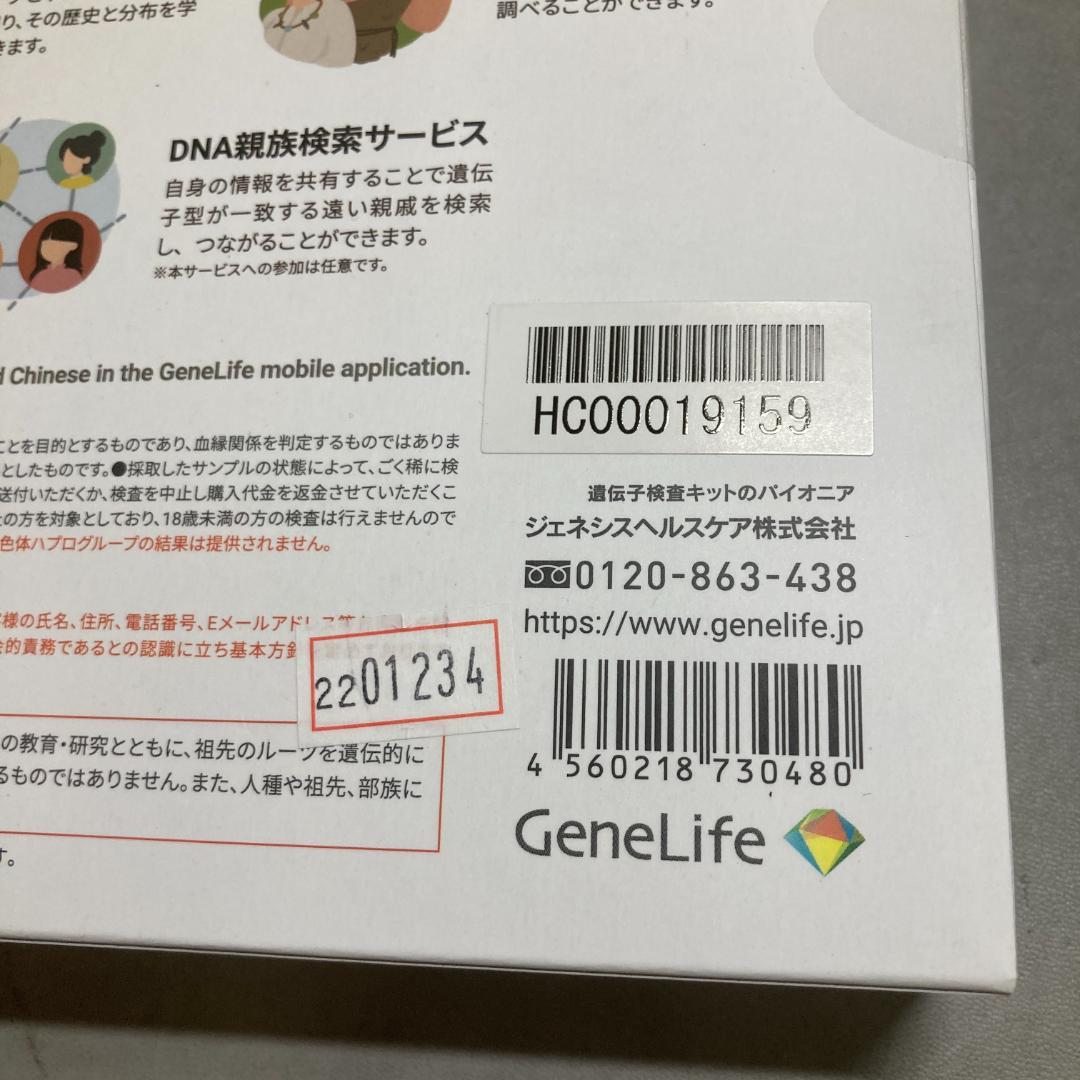 り、その歴史と分布を学
きます。
調べることができます。
DNA親族検索サービス
自身の情報を共有することで遺伝
子型が一致する遠い親戚を検索
し、つながることができます。
※本サービスへの参加は任意です。
Chinese in the GeneLife mobile application.
HC00019159
ことを目的とするものであり、血縁関係を判定するものではありま
としたものです。●採取したサンプルの状態によって、ごく稀に検
送付いただくか、検査を中止し購入代金を返金させていただくこ
の方を対象としており、18歳未満の方の検査は行えませんので
色体ハプログループの結果は提供されません。
遺伝子検査キットのパイオニア
ジェネシスヘルスケア株式会社
0120-863-438
https://www.genelife.jp
様の氏名、住所、電話番号、Eメールアドレス等
的責務であるとの認識に立ち基本方針
2201234
の教育・研究とともに、祖先のルーツを遺伝的に
るものではありません。また、人種や祖先、部族に
す。
4 560218 730480
GeneLife